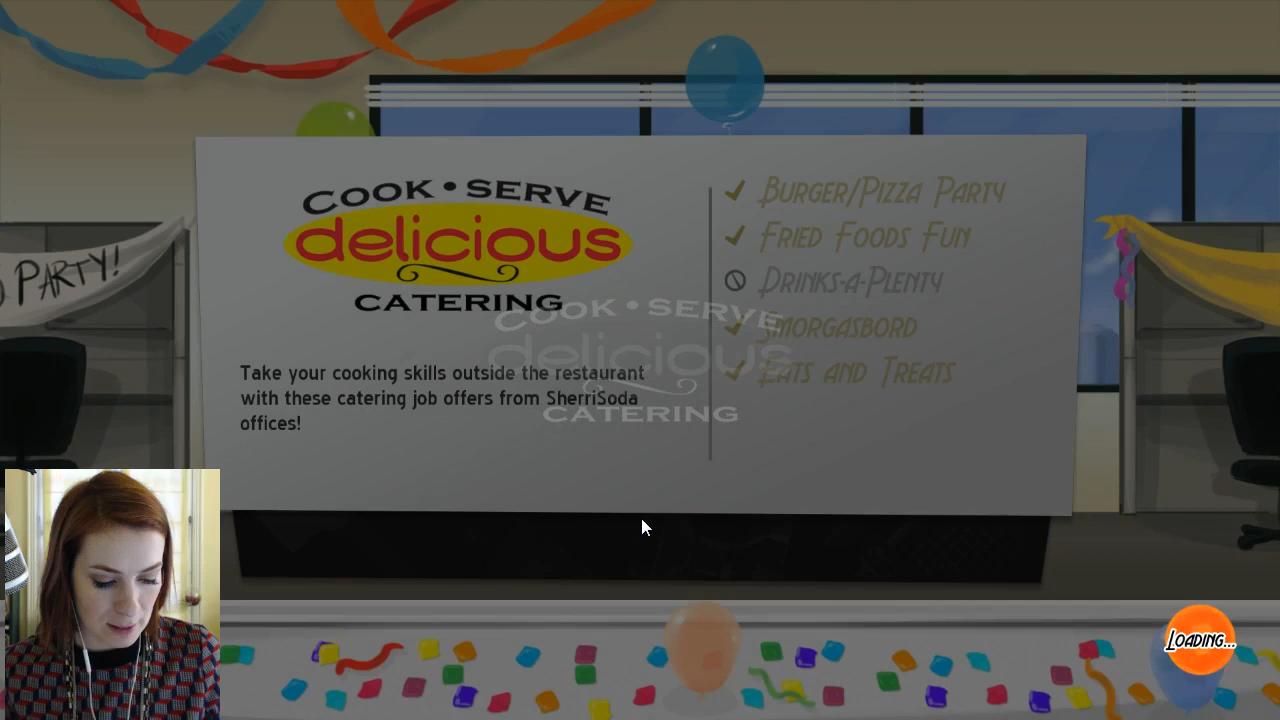 COOK • SERVE
delicious
CATERING
Take your cooking skills outside the restaurant
with these catering job offers from SherriSoda
offices!
BURGER/PIZZA PARTY
FRIED FOODS FUN
DRINKS-A-PLENTY
SMORGASBORD
EATS AND TREATS
COOK • SERVE
delicious
CATERING
PARTY!
LOADING...